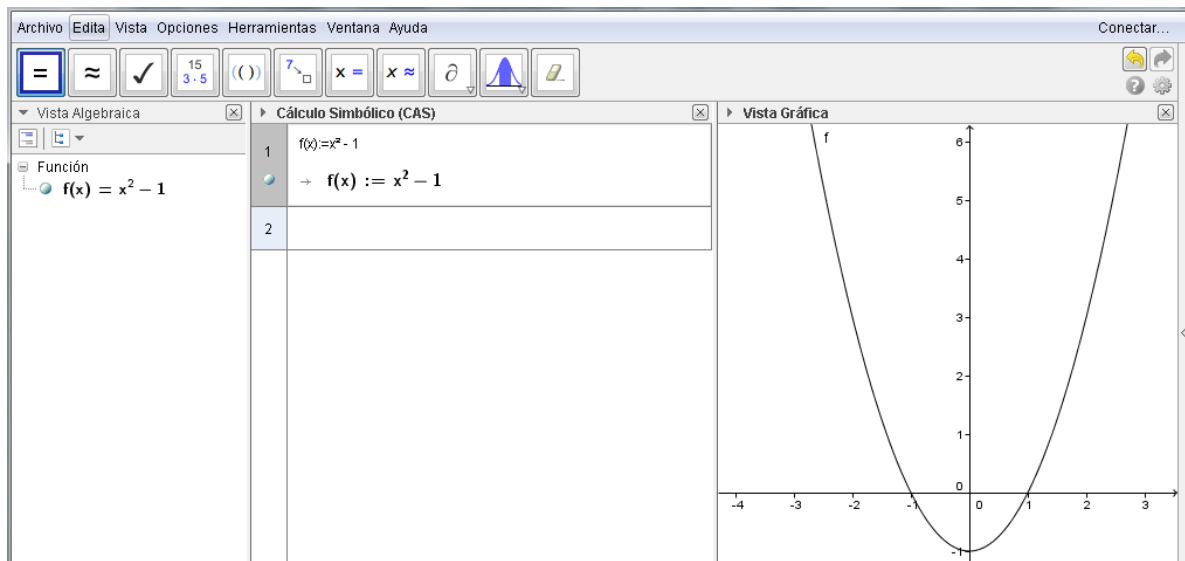 Archivo Edita Vista Opciones Herramientas Ventana Ayuda Conectar...
= ≈ ✓ 15 3·5 (( )) 7 x = x ≈ ∂
?
Vista Algebraica
Cálculo Simbólico (CAS)
Vista Gráfica
Función
f(x) = x² − 1
1
f(x):=x² - 1
→ f(x) := x² − 1
2
f
6
5
4
3
2
1
0
-4 -3 -2 -1 0 1 2 3
-1